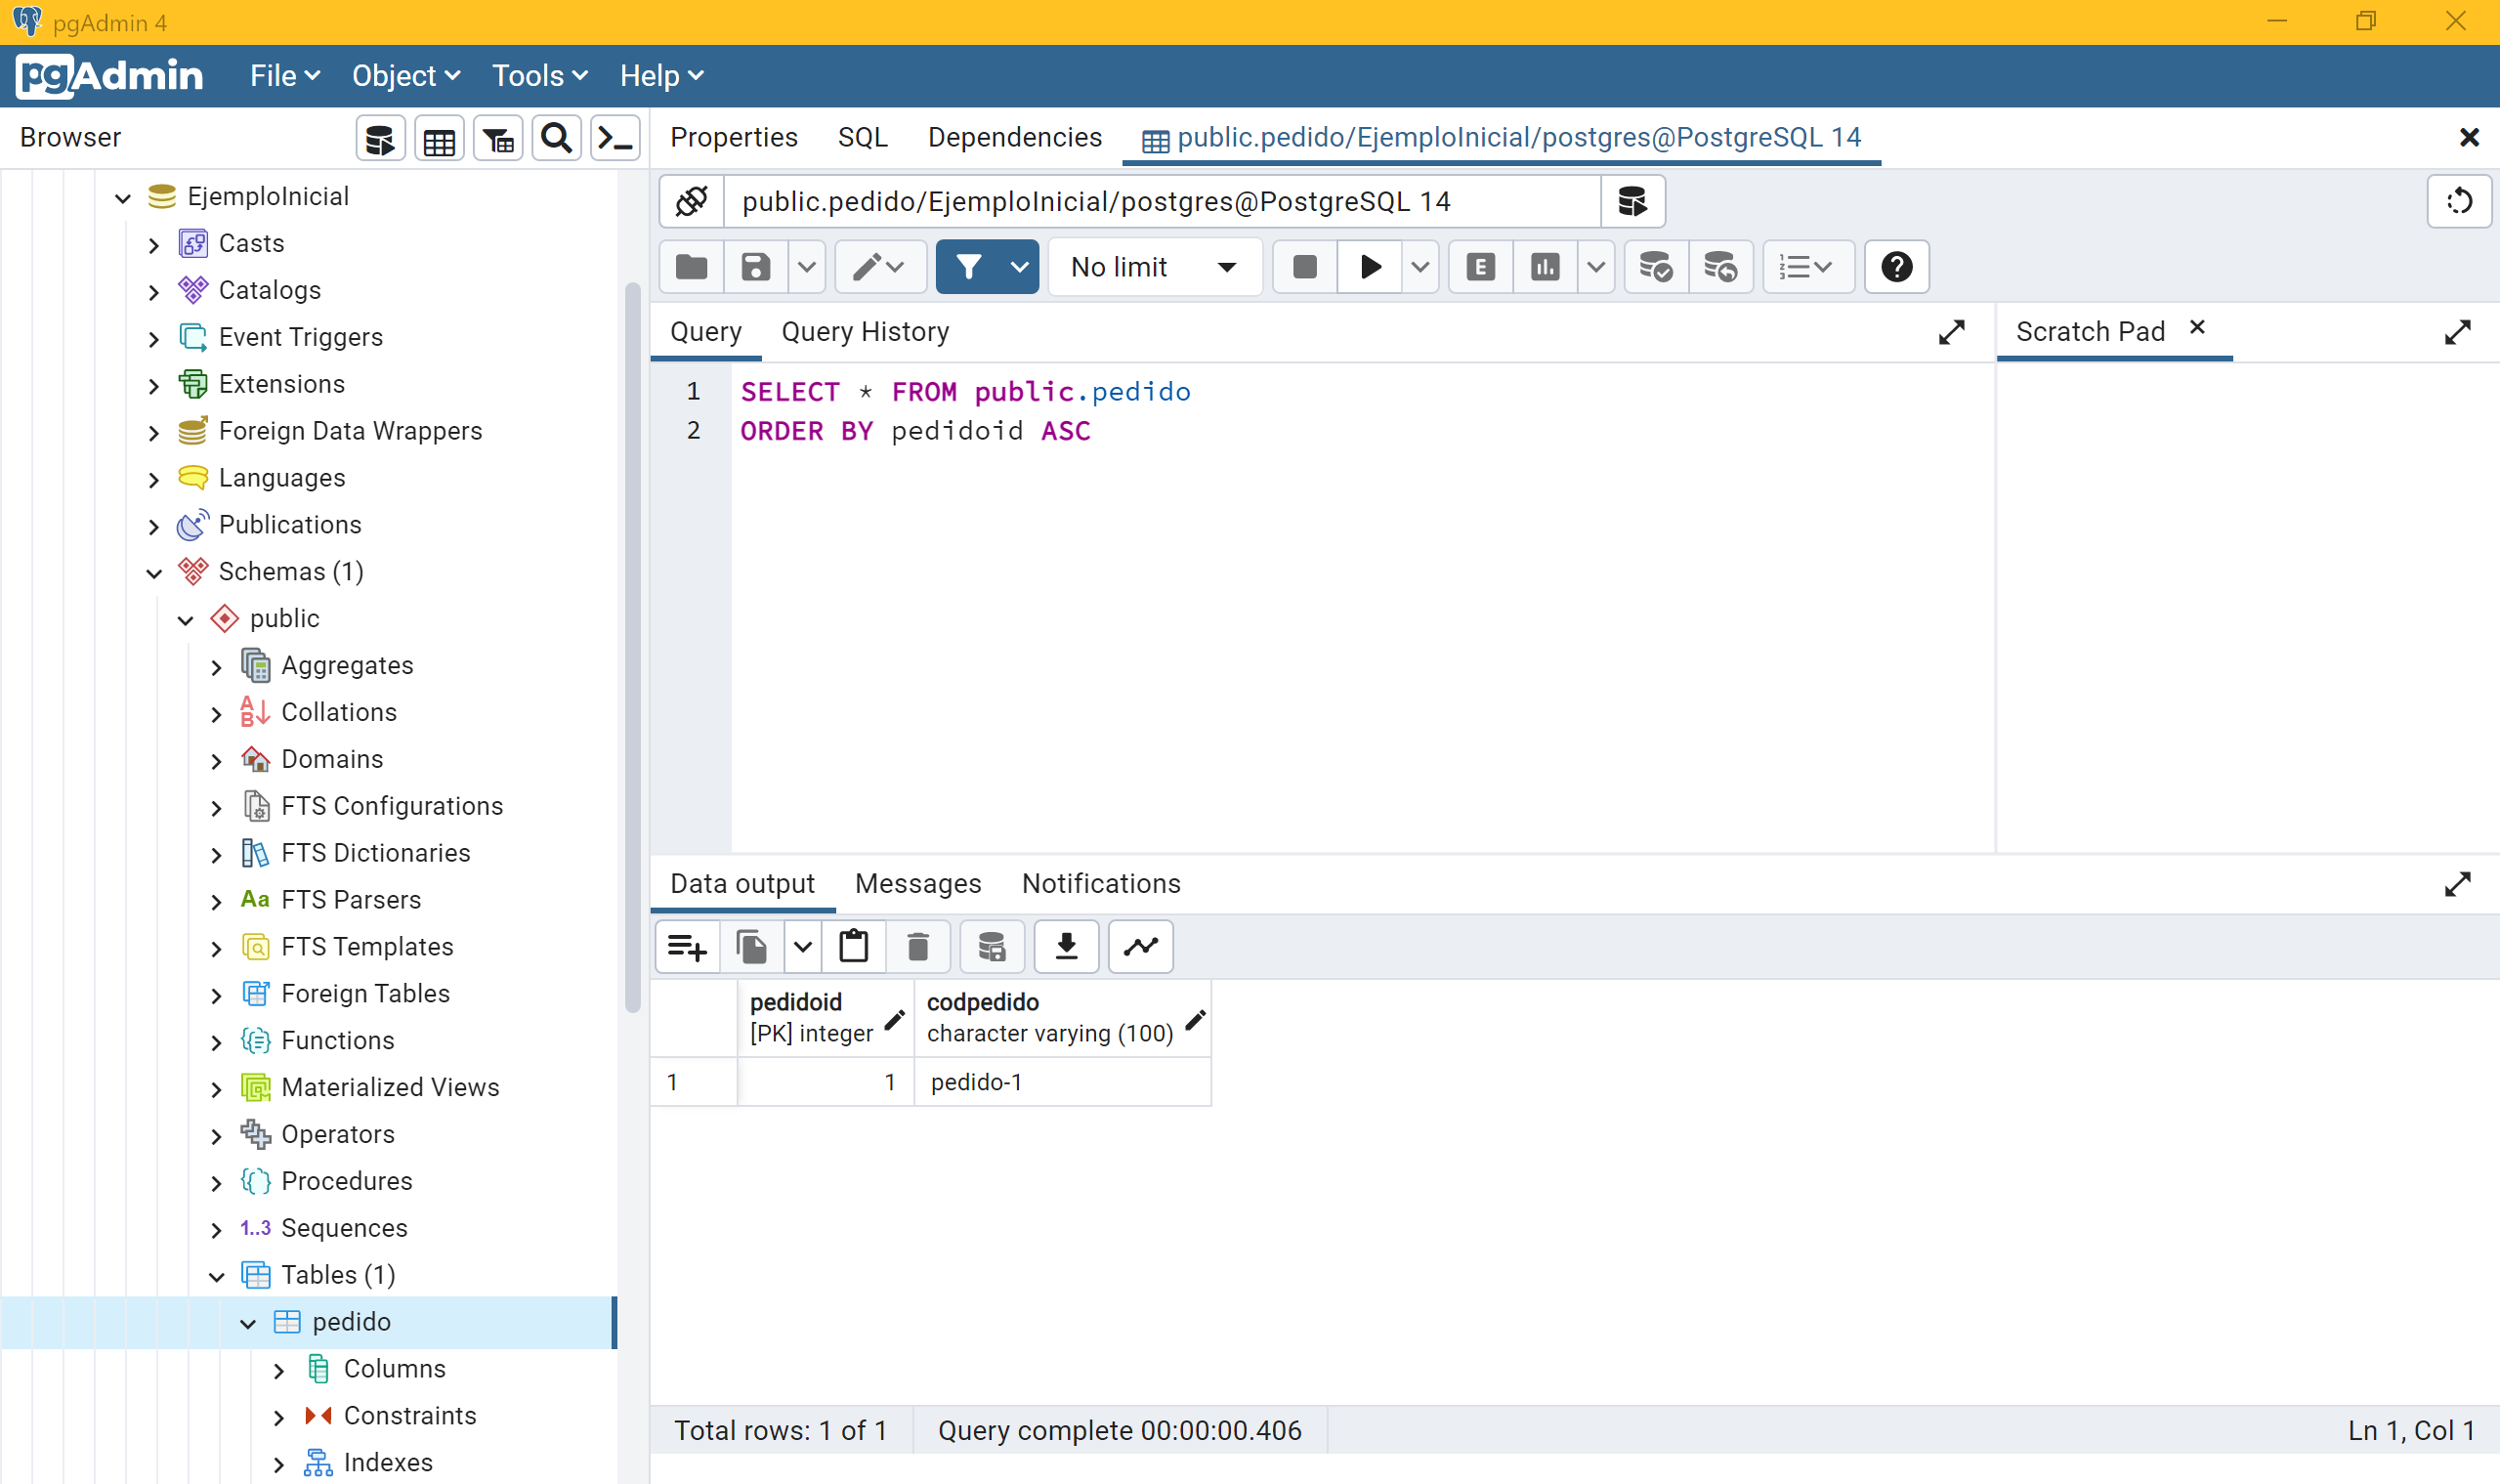 pgAdmin 4
pgAdmin File Object Tools Help
Browser
Properties SQL Dependencies public.pedido/EjemploInicial/postgres@PostgreSQL 14
public.pedido/EjemploInicial/postgres@PostgreSQL 14
No limit
Query Query History
Scratch Pad
1 SELECT * FROM public.pedido
2 ORDER BY pedidoid ASC
EjemploInicial
Casts
Catalogs
Event Triggers
Extensions
Foreign Data Wrappers
Languages
Publications
Schemas (1)
public
Aggregates
Collations
Domains
FTS Configurations
FTS Dictionaries
Aa FTS Parsers
FTS Templates
Foreign Tables
Functions
Materialized Views
Operators
Procedures
1..3 Sequences
Tables (1)
pedido
Columns
Constraints
Indexes
Data output Messages Notifications
pedidoid codpedido
[PK] integer character varying (100)
1 1 pedido-1
Total rows: 1 of 1 Query complete 00:00:00.406 Ln 1, Col 1